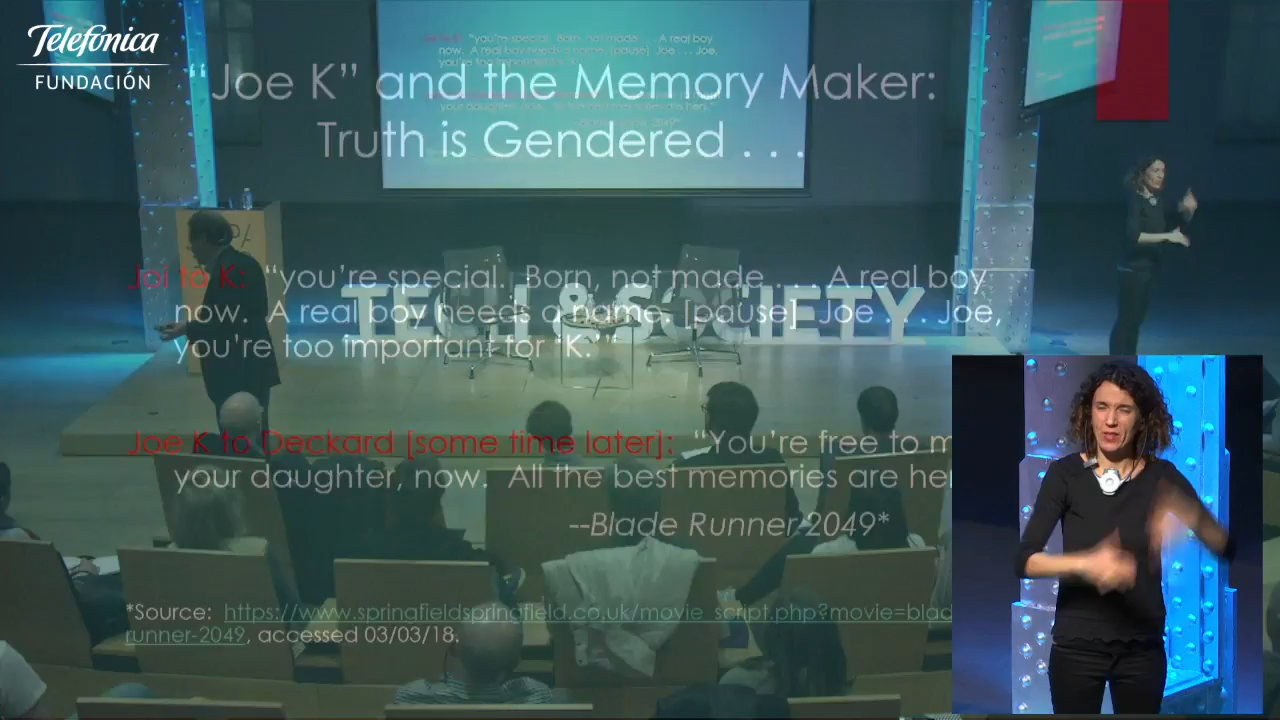 Telefónica
FUNDACIÓN
"Joe K" and the Memory Maker:
Truth is Gendered . . .
Joi to K: "you're special. Born, not made . . . A real boy
now. A real boy needs a name. [pause] Joe . . . Joe,
you're too important for 'K.'"
TECH & SOCIETY
Joe K to Deckard [some time later]: "You're free to m
your daughter, now. All the best memories are her
--Blade Runner 2049*
*Source: https://www.springfieldspringfield.co.uk/movie_script.php?movie=blad
runner-2049, accessed 03/03/18.